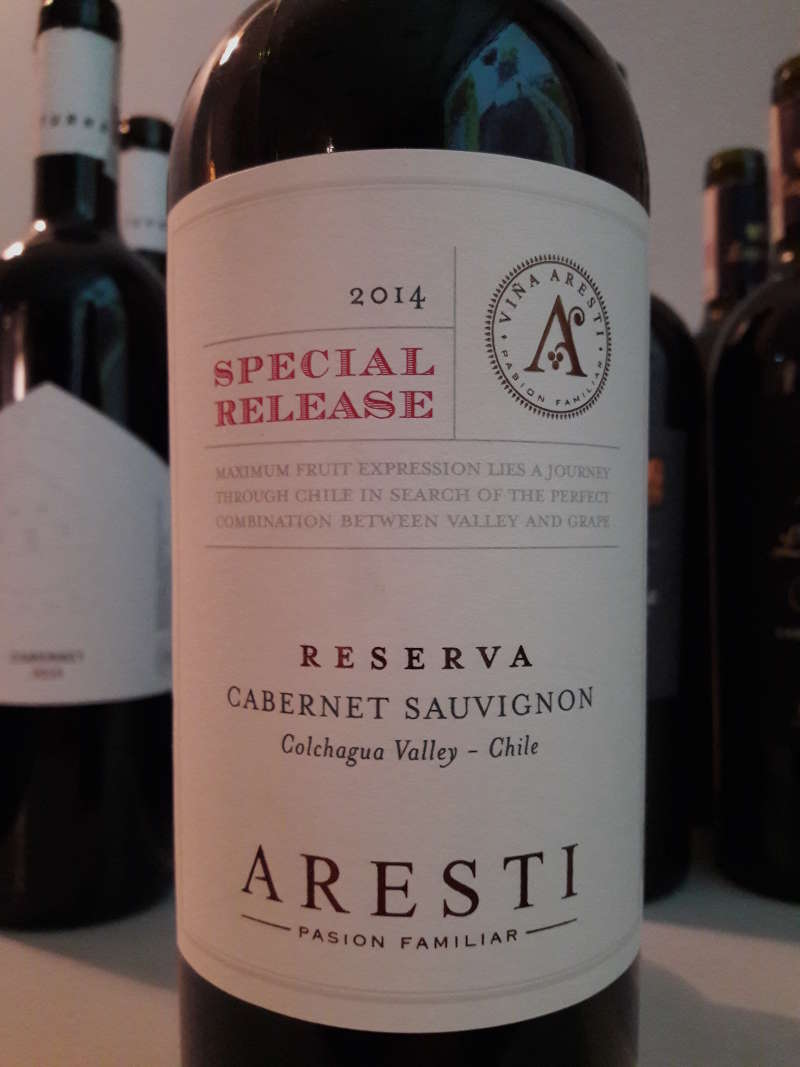 2014
SPECIAL
RELEASE
VIÑA ARESTI
A
PASION FAMILIAR
MAXIMUM FRUIT EXPRESSION LIES A JOURNEY
THROUGH CHILE IN SEARCH OF THE PERFECT
COMBINATION BETWEEN VALLEY AND GRAPE
RESERVA
CABERNET SAUVIGNON
Colchagua Valley – Chile
ARESTI
PASION FAMILIAR
CABERNET